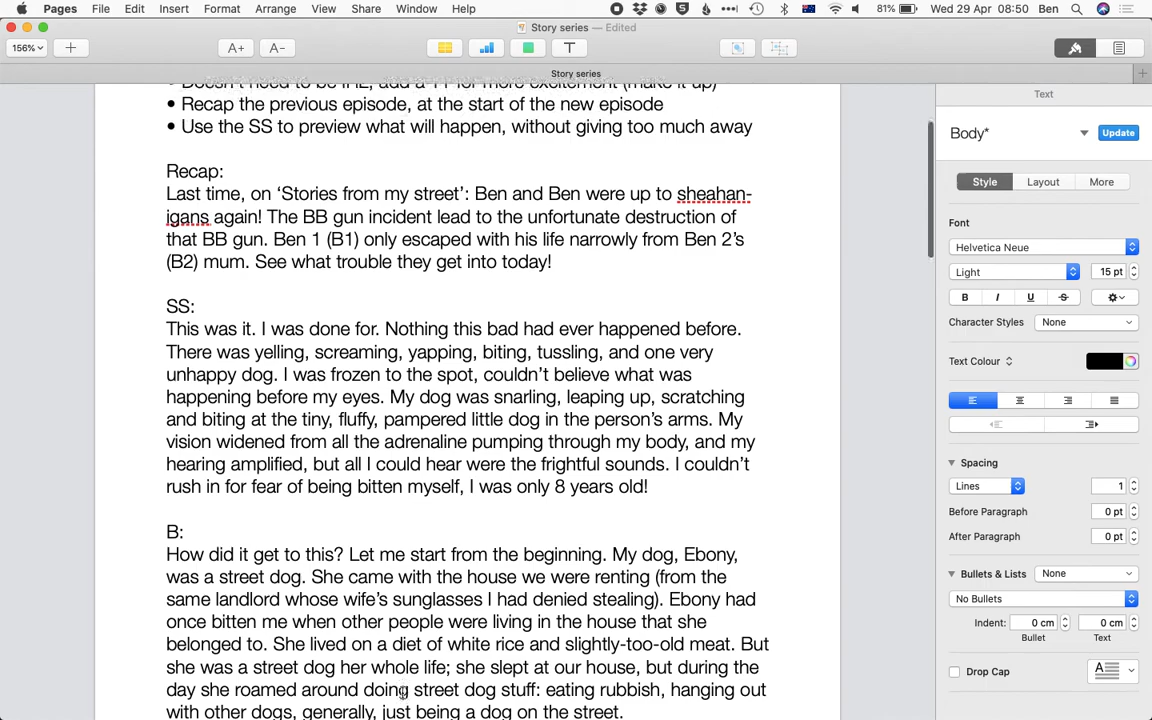 Pages File Edit Insert Format Arrange View Share Window Help 81% Wed 29 Apr 08:50 Ben
Story series — Edited
156% A+ A- T
Story series
• Doesn't need to be IRL, add a TT for more excitement (make it up)
• Recap the previous episode, at the start of the new episode
• Use the SS to preview what will happen, without giving too much away
Recap:
Last time, on 'Stories from my street': Ben and Ben were up to sheahan-
igans again! The BB gun incident lead to the unfortunate destruction of
that BB gun. Ben 1 (B1) only escaped with his life narrowly from Ben 2's
(B2) mum. See what trouble they get into today!
SS:
This was it. I was done for. Nothing this bad had ever happened before.
There was yelling, screaming, yapping, biting, tussling, and one very
unhappy dog. I was frozen to the spot, couldn't believe what was
happening before my eyes. My dog was snarling, leaping up, scratching
and biting at the tiny, fluffy, pampered little dog in the person's arms. My
vision widened from all the adrenaline pumping through my body, and my
hearing amplified, but all I could hear were the frightful sounds. I couldn't
rush in for fear of being bitten myself, I was only 8 years old!
B:
How did it get to this? Let me start from the beginning. My dog, Ebony,
was a street dog. She came with the house we were renting (from the
same landlord whose wife's sunglasses I had denied stealing). Ebony had
once bitten me when other people were living in the house that she
belonged to. She lived on a diet of white rice and slightly-too-old meat. But
she was a street dog her whole life; she slept at our house, but during the
day she roamed around doing street dog stuff: eating rubbish, hanging out
with other dogs, generally, just being a dog on the street.
Text
Body* Update
Style Layout More
Font
Helvetica Neue
Light 15 pt
B I U S
Character Styles None
Text Colour
Spacing
Lines 1
Before Paragraph 0 pt
After Paragraph 0 pt
Bullets & Lists None
No Bullets
Indent: 0 cm 0 cm
Bullet Text
Drop Cap A